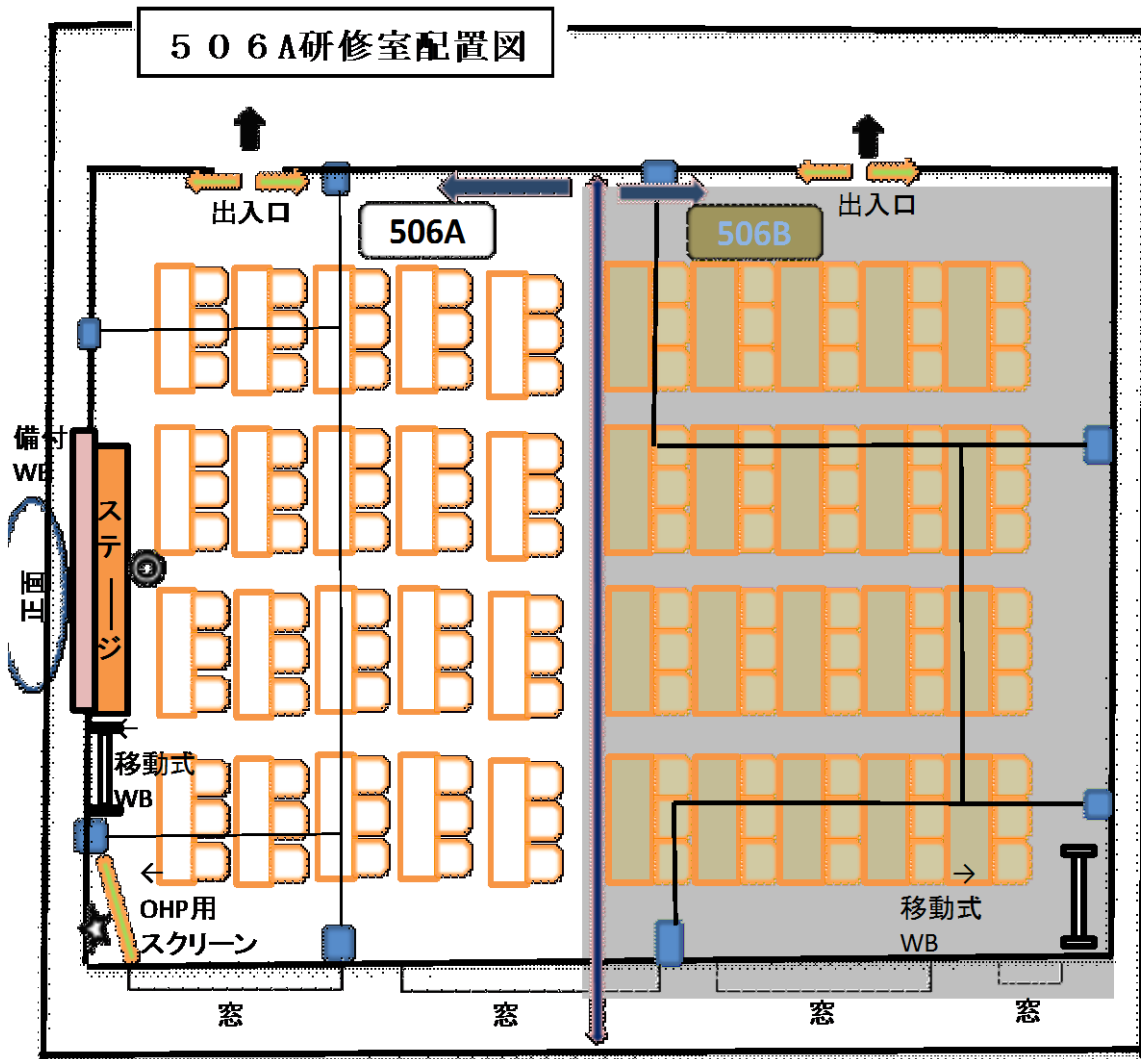 ５０６A研修室配置図
出入口
出入口
506A
506B
備付
WB
ステージ
正面
移動式
WB
OHP用
スクリーン
移動式
WB
窓
窓
窓
窓